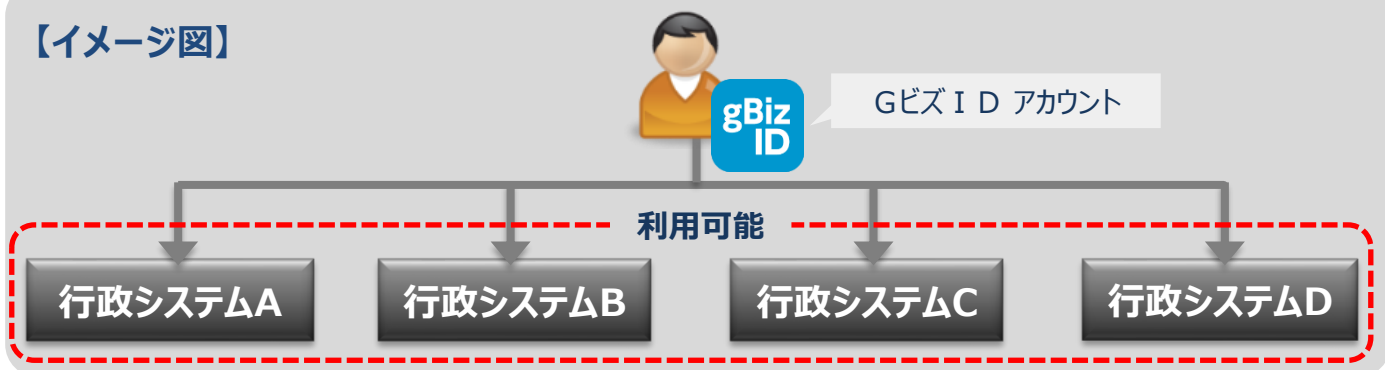 【イメージ図】
gBiz
ID
GビズＩＤ アカウント
利用可能
行政システムA
行政システムB
行政システムC
行政システムD